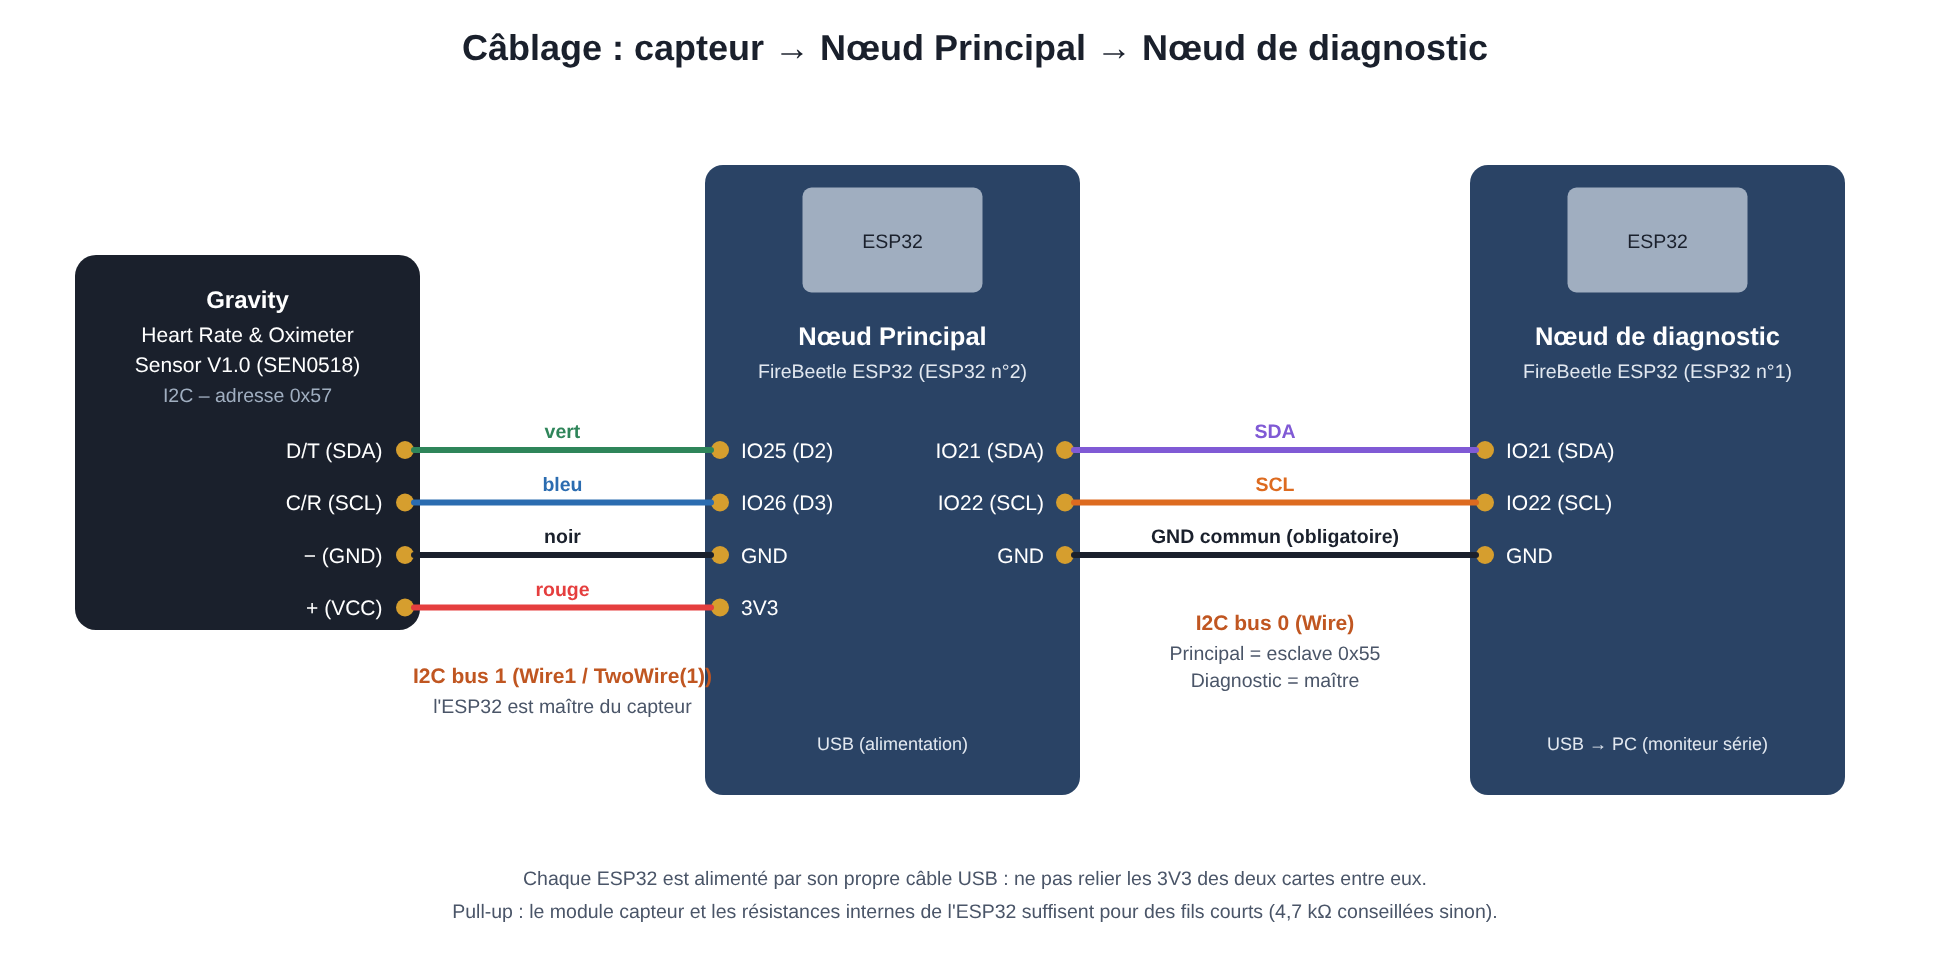 Câblage : capteur → Nœud Principal → Nœud de diagnostic
Gravity
Heart Rate & Oximeter
Sensor V1.0 (SEN0518)
I2C – adresse 0x57
D/T (SDA)
C/R (SCL)
− (GND)
+ (VCC)
vert
bleu
noir
rouge
I2C bus 1 (Wire1 / TwoWire(1))
l'ESP32 est maître du capteur
ESP32
Nœud Principal
FireBeetle ESP32 (ESP32 n°2)
IO25 (D2)
IO26 (D3)
GND
3V3
IO21 (SDA)
IO22 (SCL)
GND
USB (alimentation)
SDA
SCL
GND commun (obligatoire)
I2C bus 0 (Wire)
Principal = esclave 0x55
Diagnostic = maître
ESP32
Nœud de diagnostic
FireBeetle ESP32 (ESP32 n°1)
IO21 (SDA)
IO22 (SCL)
GND
USB → PC (moniteur série)
Chaque ESP32 est alimenté par son propre câble USB : ne pas relier les 3V3 des deux cartes entre eux.
Pull-up : le module capteur et les résistances internes de l'ESP32 suffisent pour des fils courts (4,7 kΩ conseillées sinon).